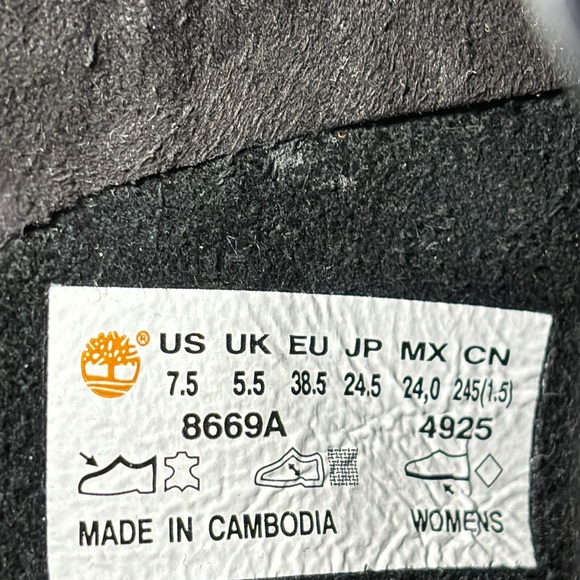 ® US UK EU JP MX CN
7.5 5.5 38.5 24.5 24,0 245(1.5)
8669A 4925
MADE IN CAMBODIA WOMENS